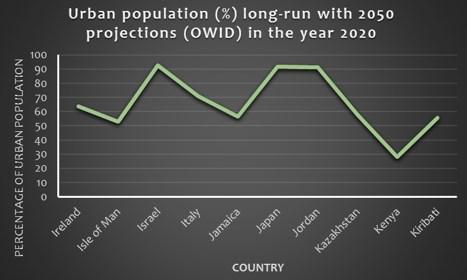 Urban population (%) long-run with 2050
projections (OWID) in the year 2020
PERCENTAGE OF URBAN POPULATION
100
90
80
70
60
50
40
30
20
10
0
Ireland
Isle of Man
Israel
Italy
Jamaica
Japan
Jordan
Kazakhstan
Kenya
Kiribati
COUNTRY